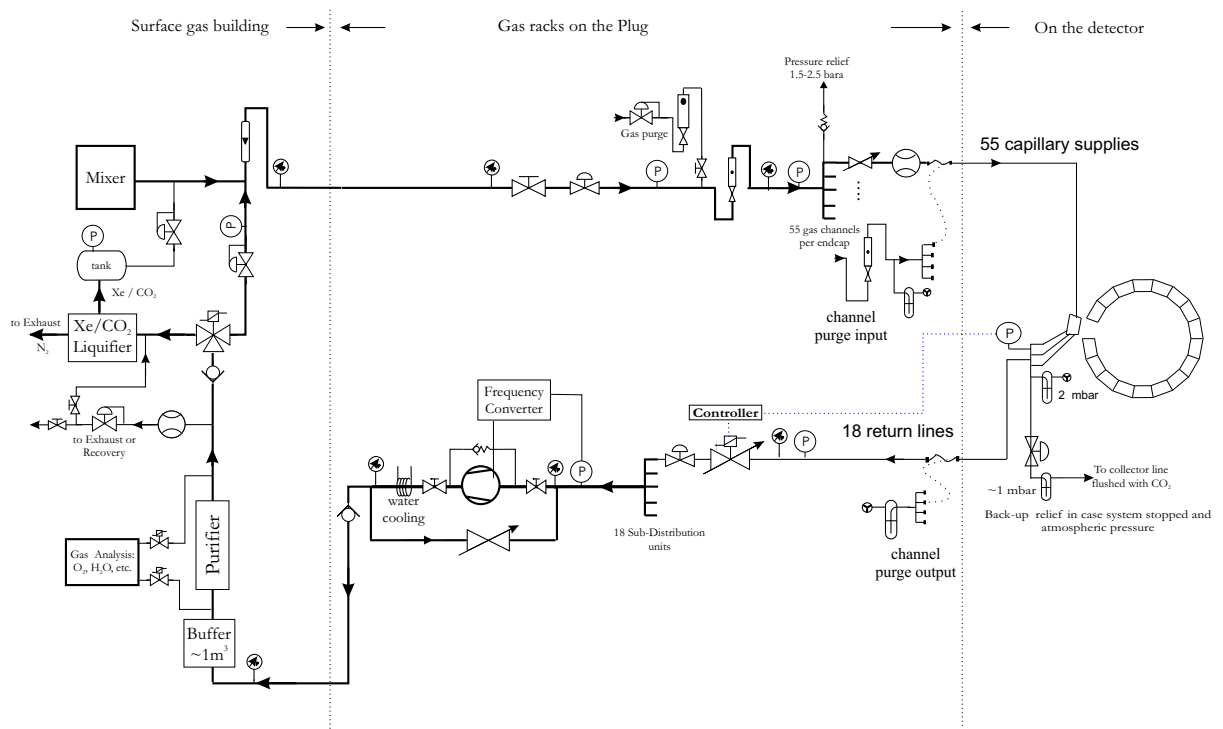 Surface gas building
Gas racks on the Plug
On the detector
Pressure relief
1.5-2.5 bara
Gas purge
55 capillary supplies
Mixer
P
P
P
P
tank
55 gas channels
per endcap
P
Xe / CO₂
to Exhaust
N₂
Xe/CO₂
Liquifier
channel
purge input
P
2 mbar
Frequency
Converter
Controller
18 return lines
to Exhaust or
Recovery
P
P
water
cooling
To collector line
flushed with CO₂
~1 mbar
Back-up relief in case system stopped and
atmospheric pressure
18 Sub-Distribution
units
channel
purge output
Gas Analysis:
O₂, H₂O, etc.
Purifier
Buffer
~1m³